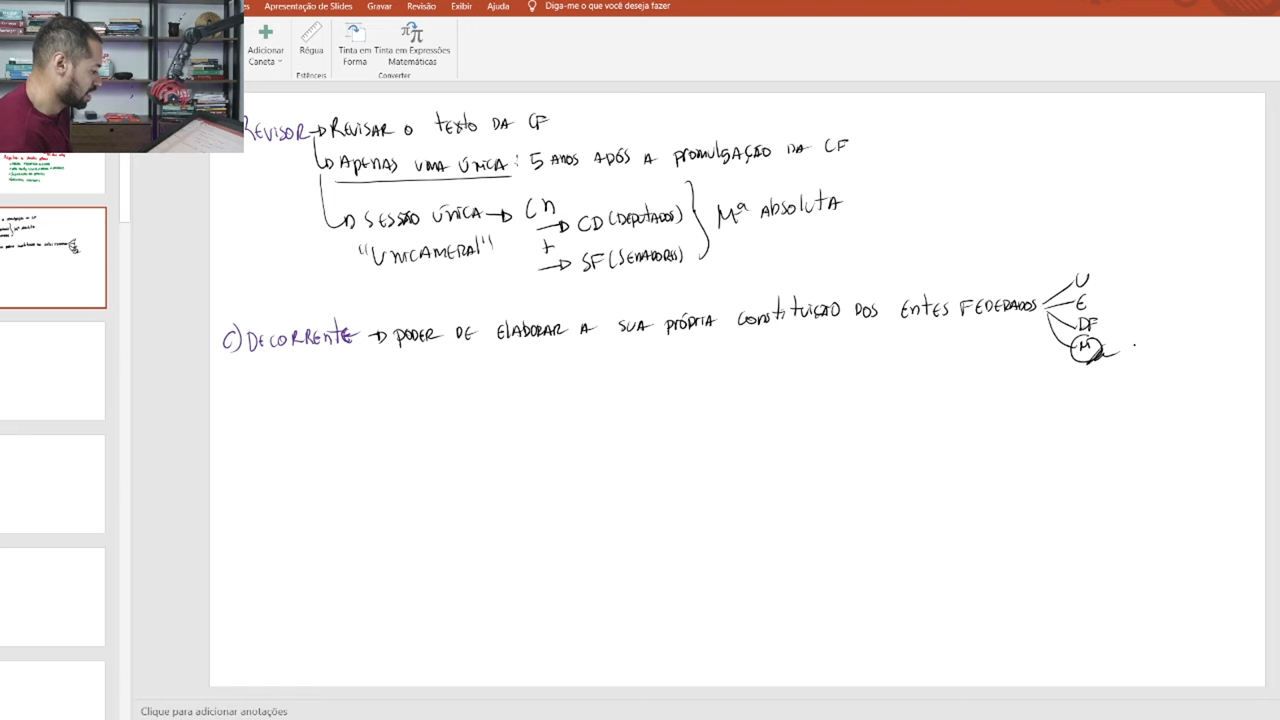 Apresentação de Slides Gravar Revisão Exibir Ajuda Diga-me o que você deseja fazer
Adicionar Caneta
Régua
Tinta em Forma
Tinta em Expressões Matemáticas
Estênceis
Converter
REVISOR → REVISAR O TEXTO DA CF
→ APENAS UMA ÚNICA : 5 ANOS APÓS A PROMULGAÇÃO DA CF
→ SESSÃO ÚNICA → CN → CD (DEPUTADOS) } Mª ABSOLUTA
"UNICAMERAL" + → SF (SENADORES)
C) DECORRENTE → PODER DE ELABORAR A SUA PRÓPRIA CONSTITUIÇÃO DOS ENTES FEDERADOS
U
E
DF
M
Clique para adicionar anotações